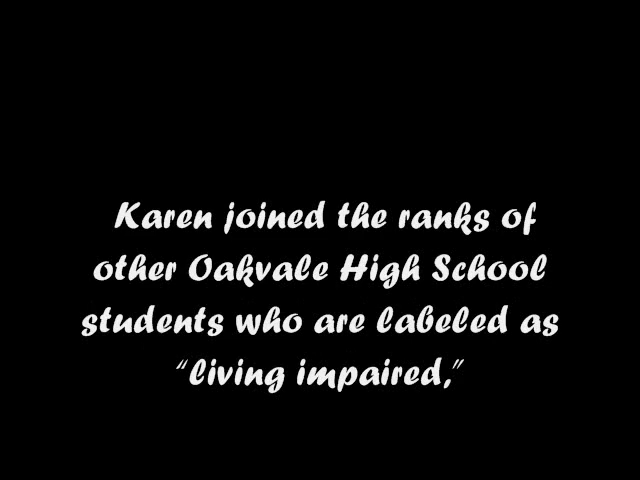 Karen joined the ranks of
other Oakvale High School
students who are labeled as
“living impaired,”